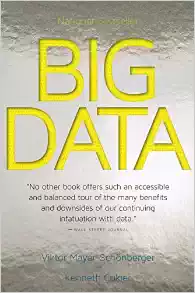 National Bestseller
BIG
DATA
"No other book offers such an accessible
and balanced tour of the many benefits
and downsides of our continuing
infatuation with data."
—WALL STREET JOURNAL
Viktor Mayer-Schönberger
Kenneth Cukier